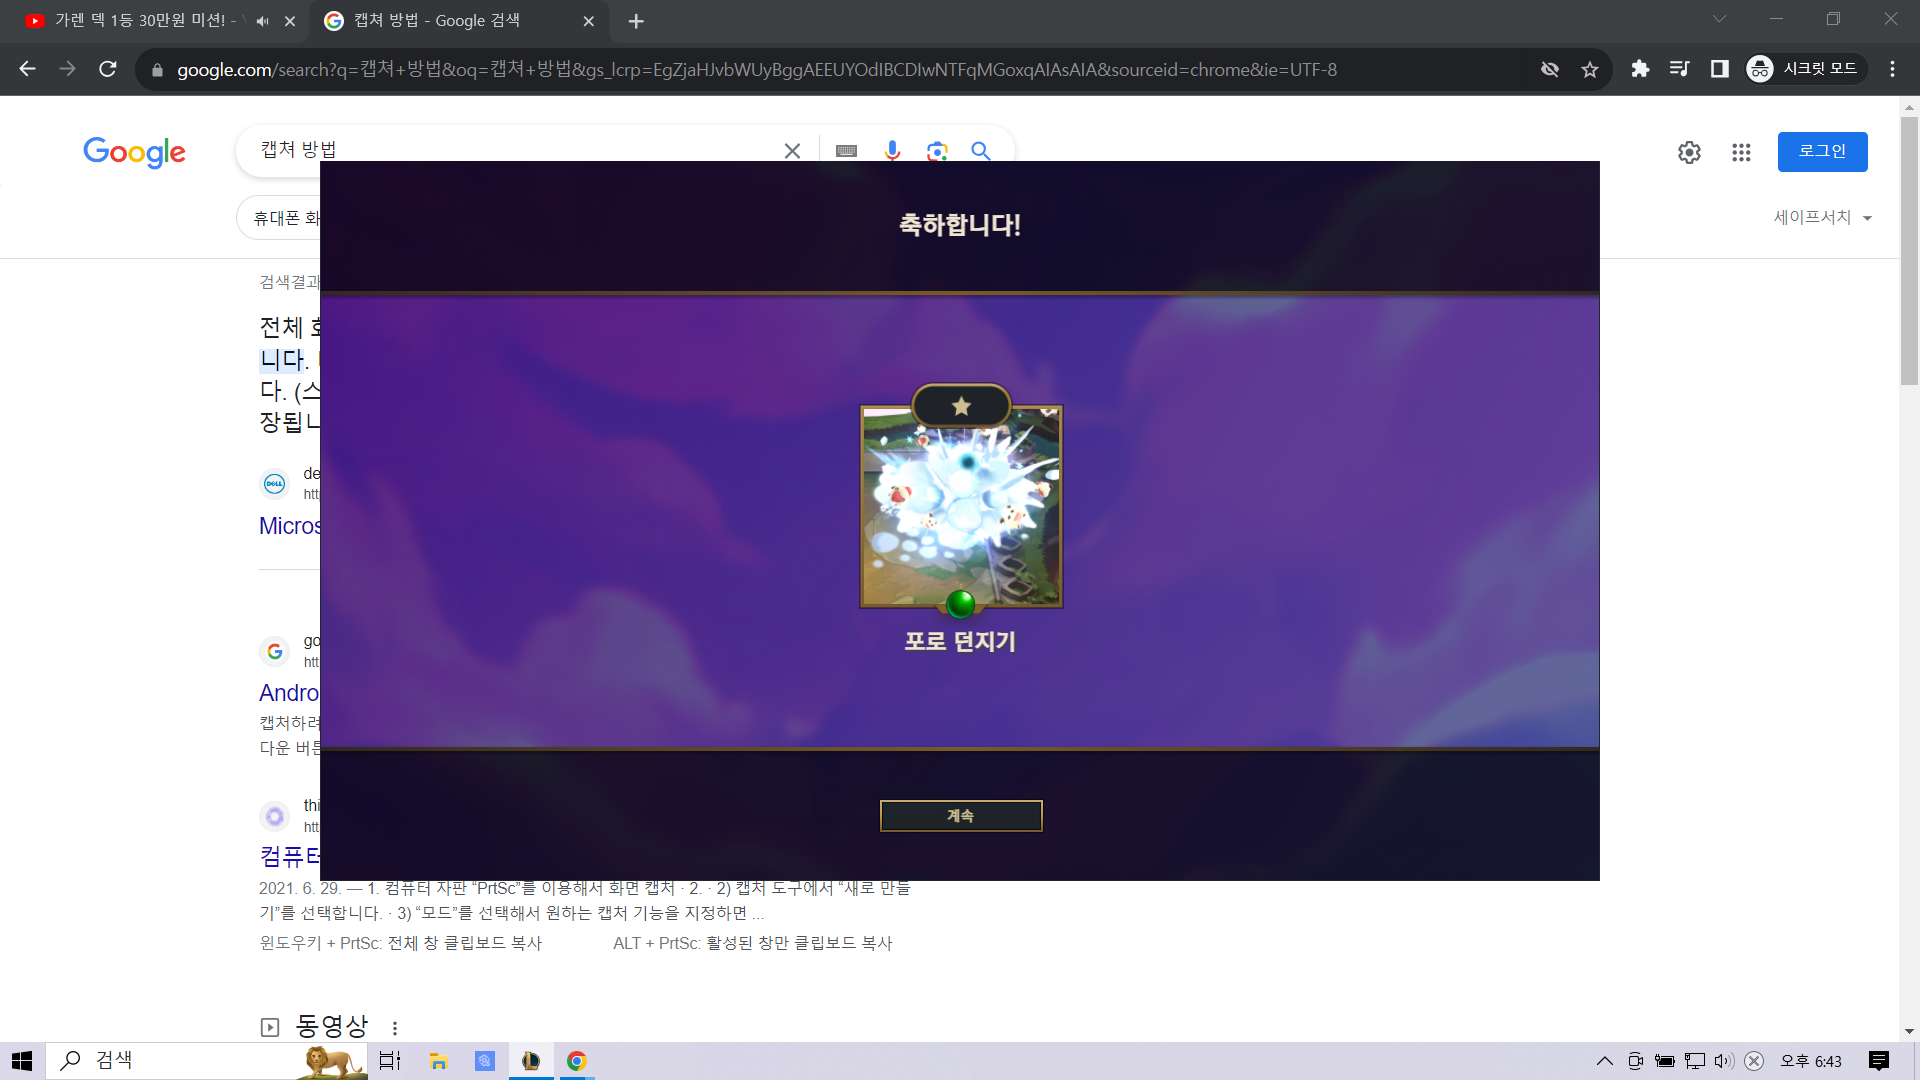 가렌 덱 1등 30만원 미션! -
캡쳐 방법 - Google 검색
google.com/search?q=캡쳐+방법&oq=캡쳐+방법&gs_lcrp=EgZjaHJvbWUyBggAEEUYOdIBCDIwNTFqMGoxqAIAsAIA&sourceid=chrome&ie=UTF-8
시크릿 모드
Google
캡쳐 방법
로그인
휴대폰 화
세이프서치
축하합니다!
검색결과
전체
니다.
다. (스
장됩니
DELL
de
htt
Micros
포로 던지기
go
htt
Andro
캡처하려
다운 버튼
thi
htt
계속
컴퓨터
2021. 6. 29. — 1. 컴퓨터 자판 “PrtSc”를 이용해서 화면 캡처 · 2. · 2) 캡처 도구에서 “새로 만들
기”를 선택합니다. · 3) “모드”를 선택해서 원하는 캡처 기능을 지정하면 ...
윈도우키 + PrtSc: 전체 창 클립보드 복사
ALT + PrtSc: 활성된 창만 클립보드 복사
동영상
검색
오후 6:43